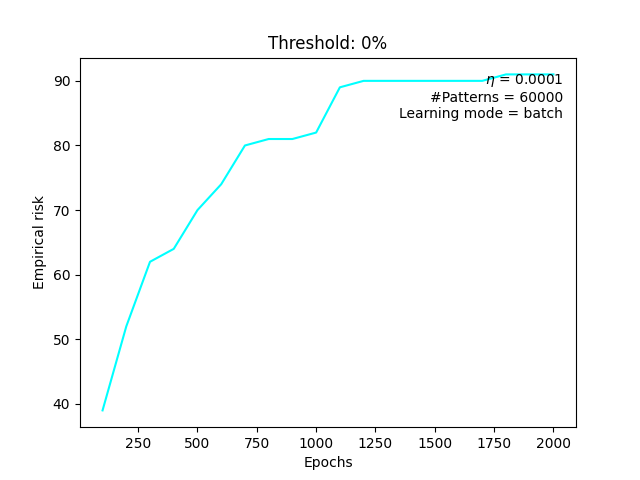 Threshold: 0%
η = 0.0001
#Patterns = 60000
Learning mode = batch
Empirical risk
90
80
70
60
50
40
250 500 750 1000 1250 1500 1750 2000
Epochs